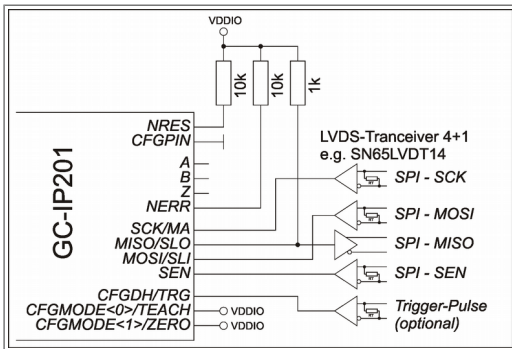 VDDIO
10k
10k
1k
GC-IP201
NRES
CFGPIN
A
B
Z
NERR
SCK/MA
MISO/SLO
MOSI/SLI
SEN
CFGDH/TRG
CFGMODE<0>/TEACH
CFGMODE<1>/ZERO
VDDIO
VDDIO
LVDS-Tranceiver 4+1
e.g. SN65LVDT14
SPI - SCK
SPI - MOSI
SPI - MISO
SPI - SEN
Trigger-Pulse
(optional)